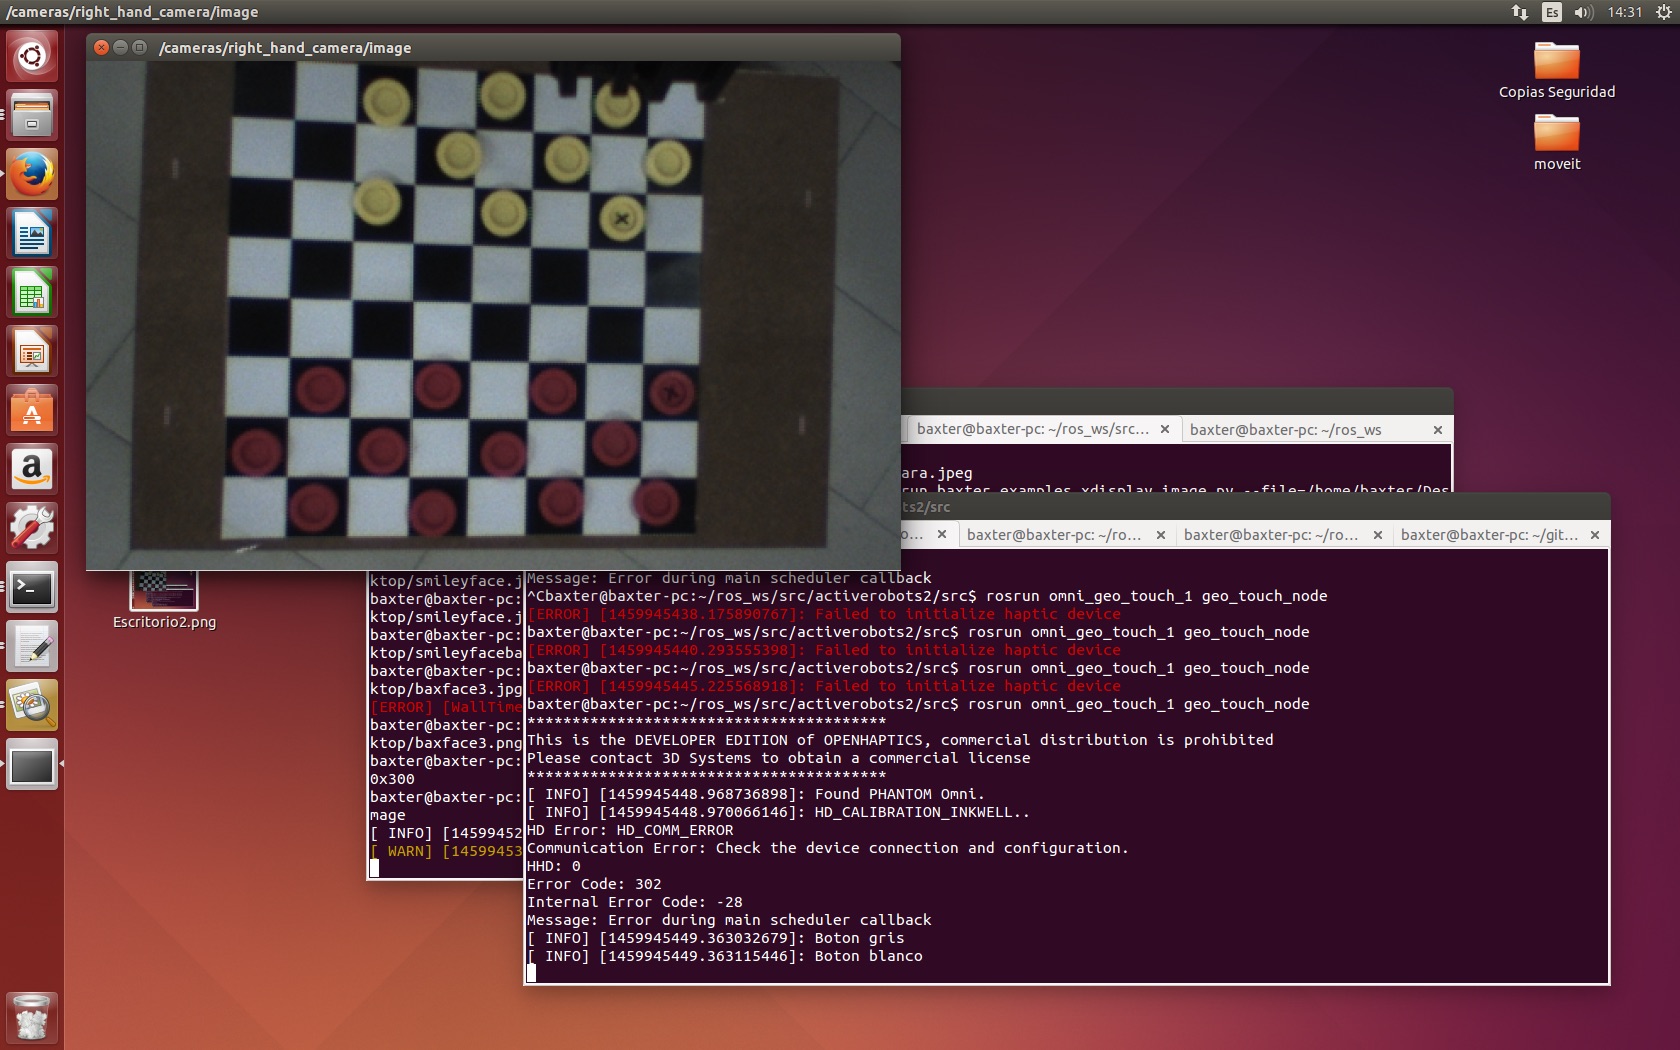 /cameras/right_hand_camera/image
Es
14:31
/cameras/right_hand_camera/image
Copias Seguridad
moveit
baxter@baxter-pc: ~/ros_ws/src...
baxter@baxter-pc: ~/ros_ws
ara.jpeg
run baxter_examples xdisplay_image.py --file=/home/baxter/Des
ts2/src
o...
baxter@baxter-pc: ~/ro...
baxter@baxter-pc: ~/ro...
baxter@baxter-pc: ~/git...
Escritorio2.png
ktop/smileyface.j
baxter@baxter-pc:
ktop/smileyface.j
baxter@baxter-pc:
ktop/smileyfaceba
baxter@baxter-pc:
ktop/baxface3.jpg
[ERROR] [WallTime
baxter@baxter-pc:
ktop/baxface3.png
baxter@baxter-pc:
0x300
baxter@baxter-pc:
mage
[ INFO] [14599452
[ WARN] [14599453
Message: Error during main scheduler callback
^Cbaxter@baxter-pc:~/ros_ws/src/activerobots2/src$ rosrun omni_geo_touch_1 geo_touch_node
[ERROR] [1459945438.175890767]: Failed to initialize haptic device
baxter@baxter-pc:~/ros_ws/src/activerobots2/src$ rosrun omni_geo_touch_1 geo_touch_node
[ERROR] [1459945440.293555398]: Failed to initialize haptic device
baxter@baxter-pc:~/ros_ws/src/activerobots2/src$ rosrun omni_geo_touch_1 geo_touch_node
[ERROR] [1459945445.225568918]: Failed to initialize haptic device
baxter@baxter-pc:~/ros_ws/src/activerobots2/src$ rosrun omni_geo_touch_1 geo_touch_node
****************************************
This is the DEVELOPER EDITION of OPENHAPTICS, commercial distribution is prohibited
Please contact 3D Systems to obtain a commercial license
****************************************
[ INFO] [1459945448.968736898]: Found PHANTOM Omni.
[ INFO] [1459945448.970066146]: HD_CALIBRATION_INKWELL..
HD Error: HD_COMM_ERROR
Communication Error: Check the device connection and configuration.
HHD: 0
Error Code: 302
Internal Error Code: -28
Message: Error during main scheduler callback
[ INFO] [1459945449.363032679]: Boton gris
[ INFO] [1459945449.363115446]: Boton blanco